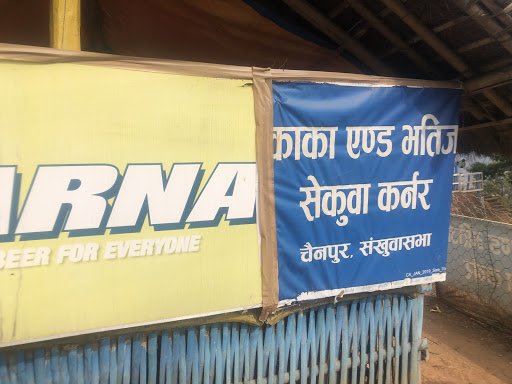 ARNA
BEER FOR EVERYONE
काका एण्ड भतिज
सेकुवा कर्नर
चैनपुर, संखुवासभा